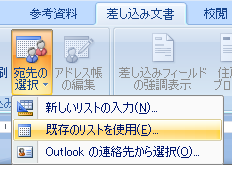 参考資料 差し込み文書 校閲
宛先の
選択
アドレス帳
の編集
差し込みフィールド
の強調表示
住
ブロ
新しいリストの入力(N)...
既存のリストを使用(E)...
Outlook の連絡先から選択(O)...